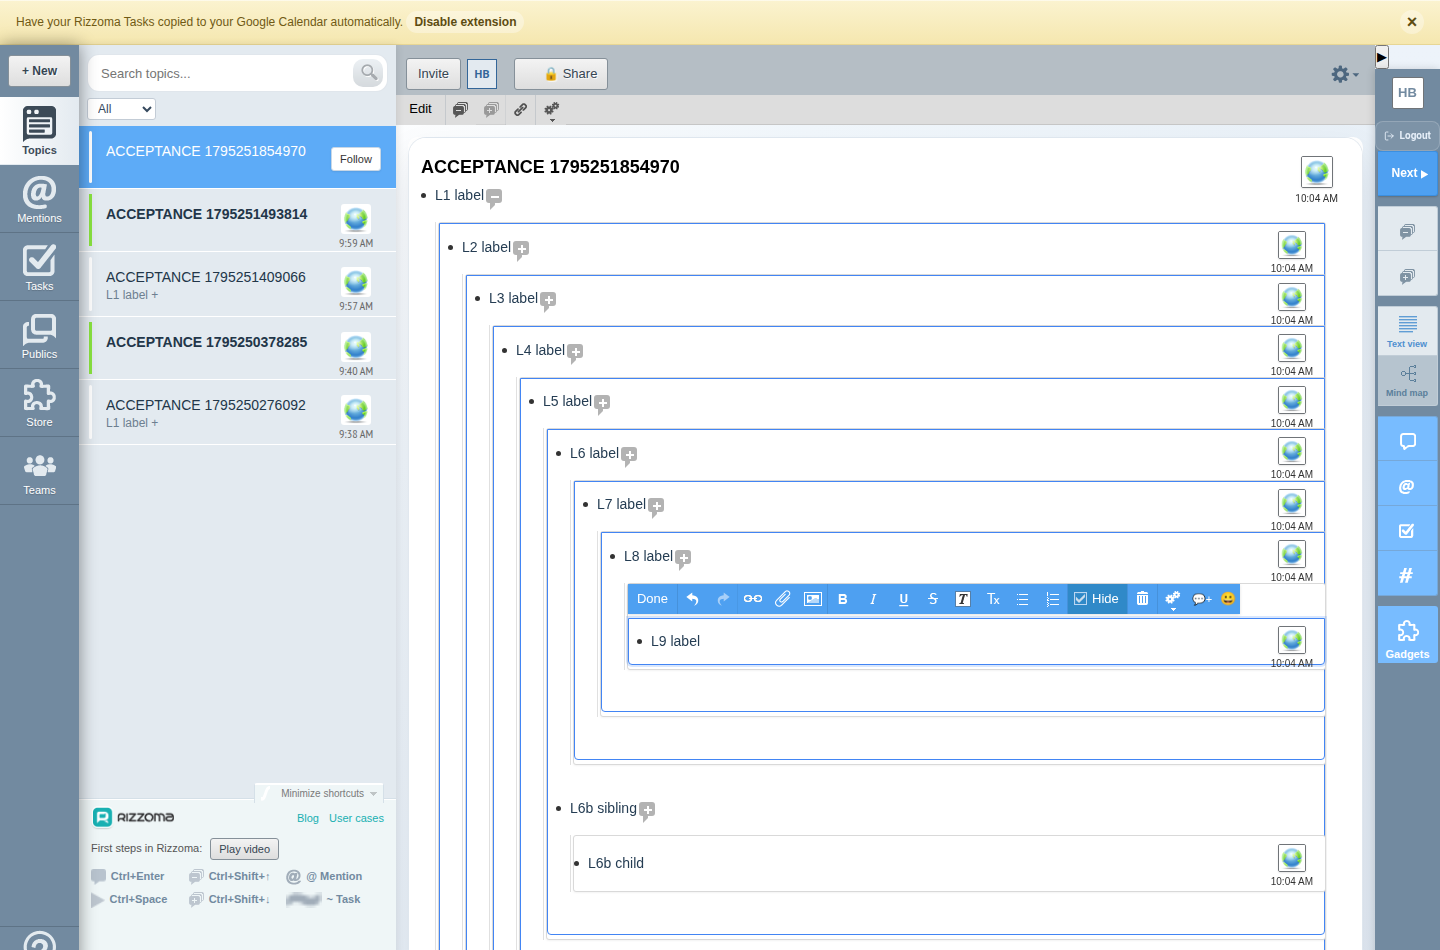 Have your Rizzoma Tasks copied to your Google Calendar automatically. Disable extension ×
+ New
Topics
Mentions
Tasks
Publics
Store
Teams
Search topics...
All
ACCEPTANCE 1795251854970
Follow
ACCEPTANCE 1795251493814
9:59 AM
ACCEPTANCE 1795251409066
L1 label +
9:57 AM
ACCEPTANCE 1795250378285
9:40 AM
ACCEPTANCE 1795250276092
L1 label +
9:38 AM
Minimize shortcuts
RIZZOMA
Blog User cases
First steps in Rizzoma: Play video
Ctrl+Enter Ctrl+Shift+↑ @ Mention
Ctrl+Space Ctrl+Shift+↓ ~ Task
Invite HB Share
Edit
ACCEPTANCE 1795251854970
10:04 AM
L1 label
L2 label
10:04 AM
L3 label
10:04 AM
L4 label
10:04 AM
L5 label
10:04 AM
L6 label
10:04 AM
L7 label
10:04 AM
L8 label
10:04 AM
Done B I U S T Tx Hide
L9 label
10:04 AM
L6b sibling
L6b child
10:04 AM
HB
Logout
Next
Text view
Mind map
@
#
Gadgets